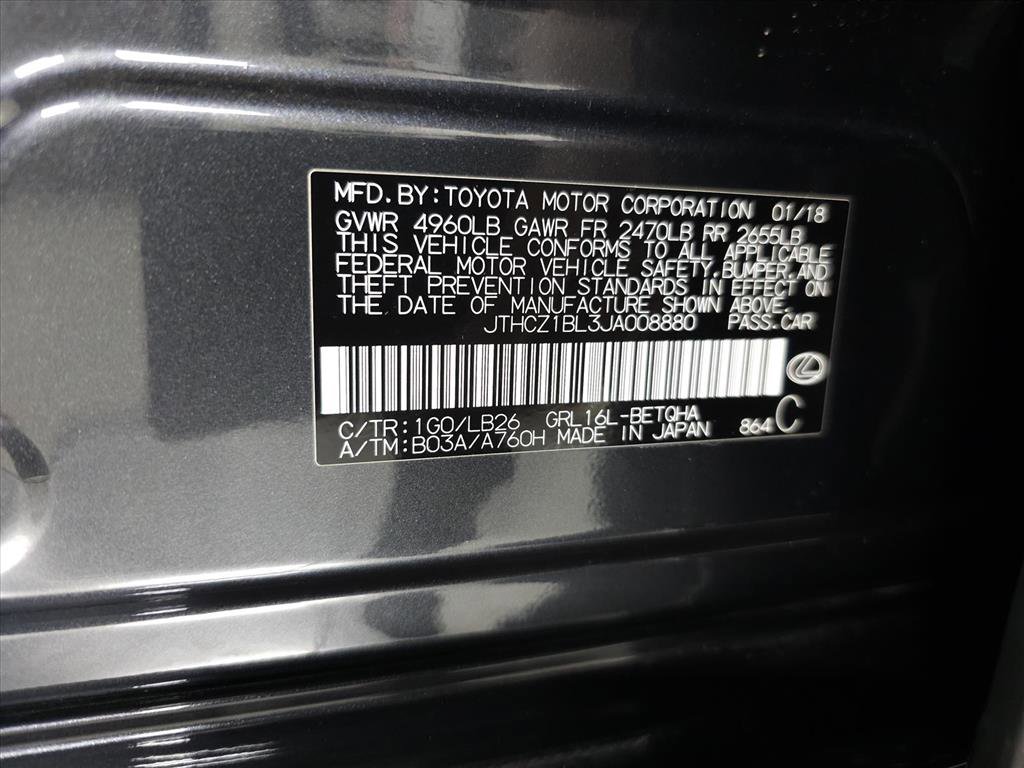 MFD. BY: TOYOTA MOTOR CORPORATION 01/18
GVWR 4960LB GAWR FR 2470LB RR 2655LB
THIS VEHICLE CONFORMS TO ALL APPLICABLE
FEDERAL MOTOR VEHICLE SAFETY, BUMPER, AND
THEFT PREVENTION STANDARDS IN EFFECT ON
THE DATE OF MANUFACTURE SHOWN ABOVE.
JTHCZ1BL3JA008880 PASS.CAR
C/TR: 1G0/LB26 GRL16L-BETQHA
A/TM: B03A/A760H MADE IN JAPAN 864 C